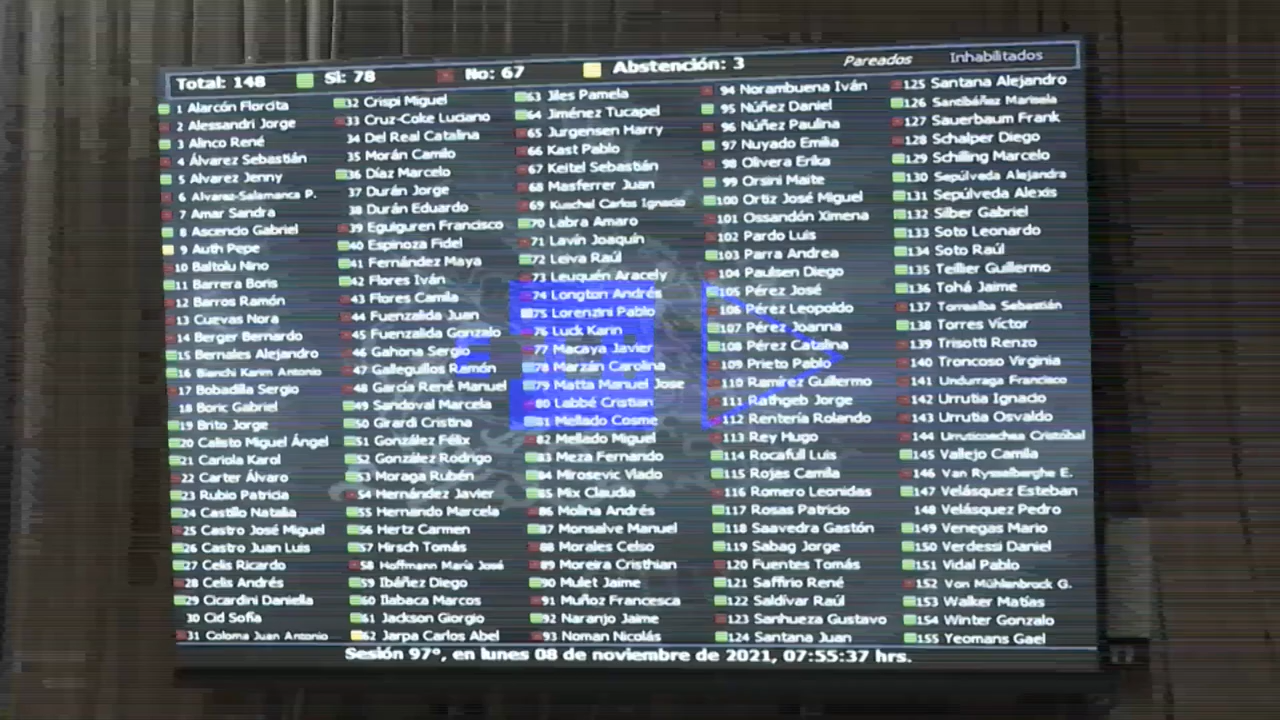 Total: 148 Si: 78 No: 67 Abstención: 3 Pareados Inhabilitados
1 Alarcón Florcita
2 Alessandri Jorge
3 Alinco René
4 Álvarez Sebastián
5 Alvarez Jenny
6 Alvarez-Salamanca P.
7 Amar Sandra
8 Ascencio Gabriel
9 Auth Pepe
10 Baltolu Nino
11 Barrera Boris
12 Barros Ramón
13 Cuevas Nora
14 Berger Bernardo
15 Bernales Alejandro
16 Bianchi Karim Antonio
17 Bobadilla Sergio
18 Boric Gabriel
19 Brito Jorge
20 Calisto Miguel Ángel
21 Cariola Karol
22 Carter Álvaro
23 Rubio Patricia
24 Castillo Natalia
25 Castro José Miguel
26 Castro Juan Luis
27 Celis Ricardo
28 Celis Andrés
29 Cicardini Daniella
30 Cid Sofía
31 Coloma Juan Antonio
32 Crispi Miguel
33 Cruz-Coke Luciano
34 Del Real Catalina
35 Morán Camilo
36 Díaz Marcelo
37 Durán Jorge
38 Durán Eduardo
39 Eguiguren Francisco
40 Espinoza Fidel
41 Fernández Maya
42 Flores Iván
43 Flores Camila
44 Fuenzalida Juan
45 Fuenzalida Gonzalo
46 Gahona Sergio
47 Galleguillos Ramón
48 García René Manuel
49 Sandoval Marcela
50 Girardi Cristina
51 González Félix
52 González Rodrigo
53 Moraga Rubén
54 Hernández Javier
55 Hernando Marcela
56 Hertz Carmen
57 Hirsch Tomás
58 Hoffmann María José
59 Ibáñez Diego
60 Ilabaca Marcos
61 Jackson Giorgio
62 Jarpa Carlos Abel
63 Jiles Pamela
64 Jiménez Tucapel
65 Jurgensen Harry
66 Kast Pablo
67 Keitel Sebastián
68 Masferrer Juan
69 Kuschel Carlos Ignacio
70 Labra Amaro
71 Lavín Joaquín
72 Leiva Raúl
73 Leuquén Aracely
74 Longton Andrés
75 Lorenzini Pablo
76 Luck Karin
77 Macaya Javier
78 Marzán Carolina
79 Matta Manuel Jose
80 Labbé Cristian
81 Mellado Cosme
82 Mellado Miguel
83 Meza Fernando
84 Mirosevic Vlado
85 Mix Claudia
86 Molina Andrés
87 Monsalve Manuel
88 Morales Celso
89 Moreira Cristhian
90 Mulet Jaime
91 Muñoz Francesca
92 Naranjo Jaime
93 Noman Nicolás
94 Norambuena Iván
95 Núñez Daniel
96 Núñez Paulina
97 Nuyado Emilia
98 Olivera Erika
99 Orsini Maite
100 Ortiz José Miguel
101 Ossandón Ximena
102 Pardo Luis
103 Parra Andrea
104 Paulsen Diego
105 Pérez José
106 Pérez Leopoldo
107 Pérez Joanna
108 Pérez Catalina
109 Prieto Pablo
110 Ramírez Guillermo
111 Rathgeb Jorge
112 Rentería Rolando
113 Rey Hugo
114 Rocafull Luis
115 Rojas Camila
116 Romero Leonidas
117 Rosas Patricio
118 Saavedra Gastón
119 Sabag Jorge
120 Fuentes Tomás
121 Saffirio René
122 Saldívar Raúl
123 Sanhueza Gustavo
124 Santana Juan
125 Santana Alejandro
126 Santibáñez Marisela
127 Sauerbaum Frank
128 Schalper Diego
129 Schilling Marcelo
130 Sepúlveda Alejandra
131 Sepúlveda Alexis
132 Silber Gabriel
133 Soto Leonardo
134 Soto Raúl
135 Teillier Guillermo
136 Tohá Jaime
137 Torrealba Sebastián
138 Torres Víctor
139 Trisotti Renzo
140 Troncoso Virginia
141 Undurraga Francisco
142 Urrutia Ignacio
143 Urrutia Osvaldo
144 Urruticoechea Cristóbal
145 Vallejo Camila
146 Van Rysselberghe E.
147 Velásquez Esteban
148 Velásquez Pedro
149 Venegas Mario
150 Verdessi Daniel
151 Vidal Pablo
152 Von Mühlenbrock G.
153 Walker Matías
154 Winter Gonzalo
155 Yeomans Gael
Sesión 97°, en lunes 08 de noviembre de 2021, 07:55:37 hrs.